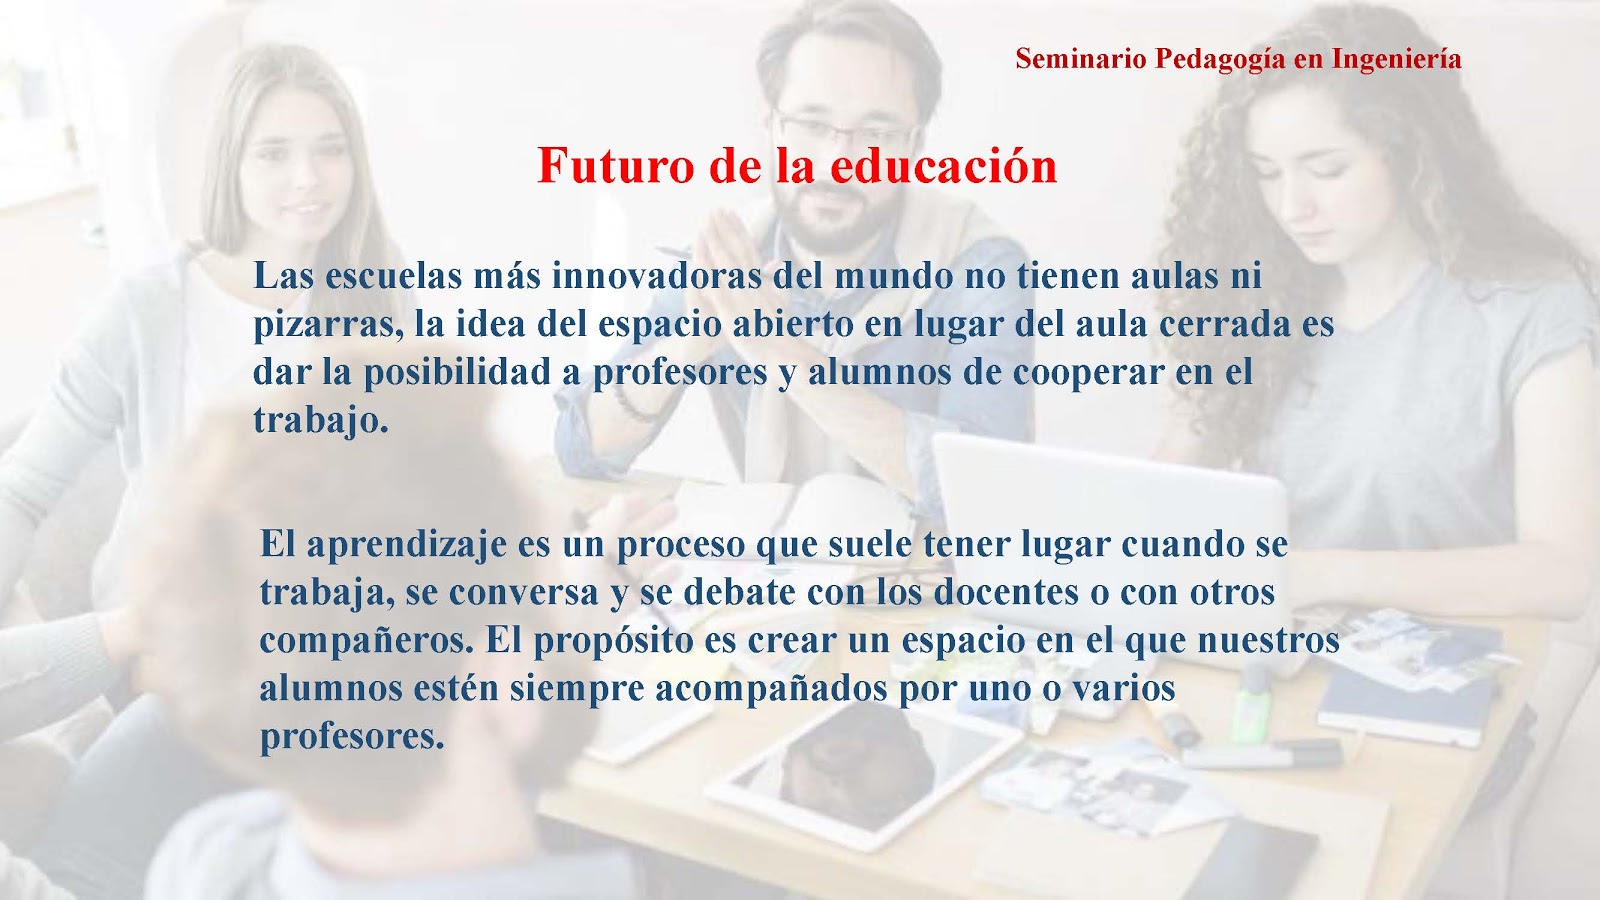 Seminario Pedagogía en Ingeniería
Futuro de la educación
Las escuelas más innovadoras del mundo no tienen aulas ni
pizarras, la idea del espacio abierto en lugar del aula cerrada es
dar la posibilidad a profesores y alumnos de cooperar en el
trabajo.
El aprendizaje es un proceso que suele tener lugar cuando se
trabaja, se conversa y se debate con los docentes o con otros
compañeros. El propósito es crear un espacio en el que nuestros
alumnos estén siempre acompañados por uno o varios
profesores.